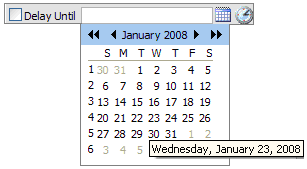 Delay Until
January 2008
S M T W T F S
1 30 31 1 2 3 4 5
2 6 7 8 9 10 11 12
3 13 14 15 16 17 18 19
4 20 21 22 23 24 25 26
5 27 28 29 30 31 1 2
6 3 4 5
Wednesday, January 23, 2008